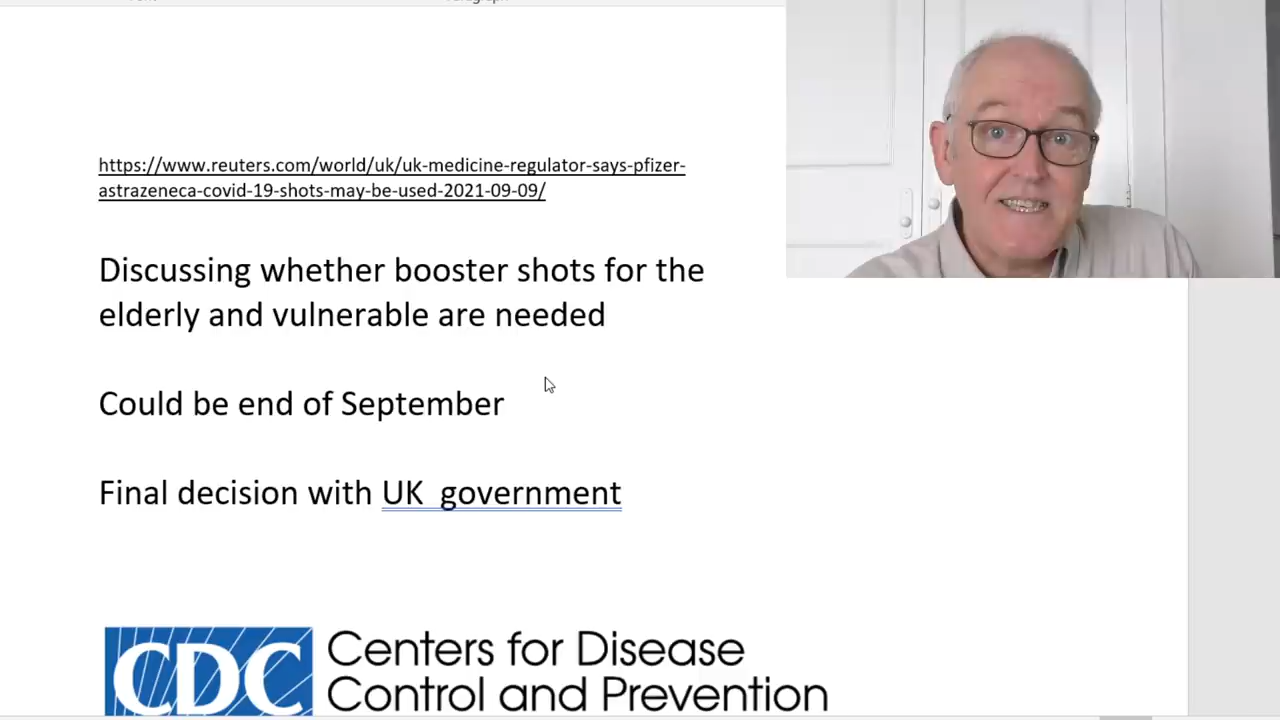 https://www.reuters.com/world/uk/uk-medicine-regulator-says-pfizer-
astrazeneca-covid-19-shots-may-be-used-2021-09-09/
Discussing whether booster shots for the
elderly and vulnerable are needed
Could be end of September
Final decision with UK  government
CDC
Centers for Disease
Control and Prevention